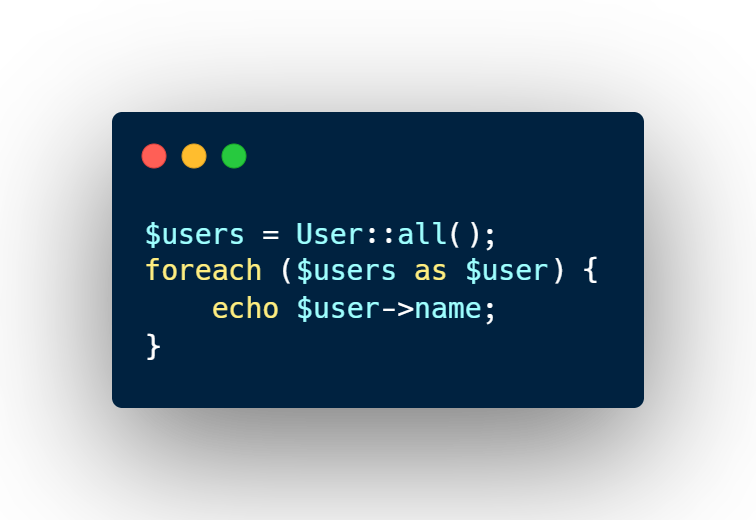 $users = User::all();
foreach ($users as $user) {
    echo $user->name;
}